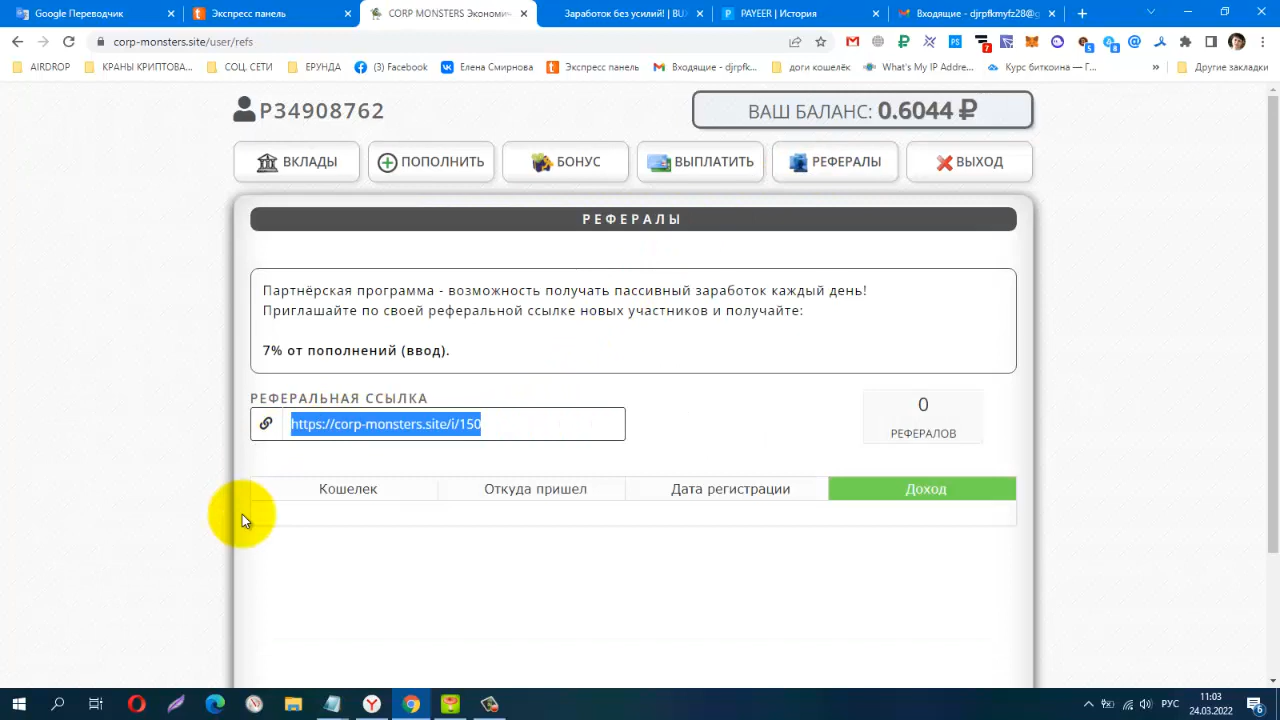 Google Переводчик
Экспресс панель
CORP MONSTERS Экономич
Заработок без усилий! | BUX
PAYEER | История
Входящие - djrpfkmyfz28@g
corp-monsters.site/user/refs
AIRDROP
КРАНЫ КРИПТОВА...
СОЦ. СЕТИ
ЕРУНДА
(3) Facebook
Елена Смирнова
Экспресс панель
Входящие - djrpfk...
доги кошелёк
What's My IP Addre...
Курс биткоина — Г...
»
Другие закладки
P34908762
ВАШ БАЛАНС: 0.6044 ₽
ВКЛАДЫ
ПОПОЛНИТЬ
БОНУС
ВЫПЛАТИТЬ
РЕФЕРАЛЫ
ВЫХОД
РЕФЕРАЛЫ
Партнёрская программа - возможность получать пассивный заработок каждый день!
Приглашайте по своей реферальной ссылке новых участников и получайте:
7% от пополнений (ввод).
РЕФЕРАЛЬНАЯ ССЫЛКА
https://corp-monsters.site/i/150
0
РЕФЕРАЛОВ
Кошелек
Откуда пришел
Дата регистрации
Доход
РУС
11:03
24.03.2022